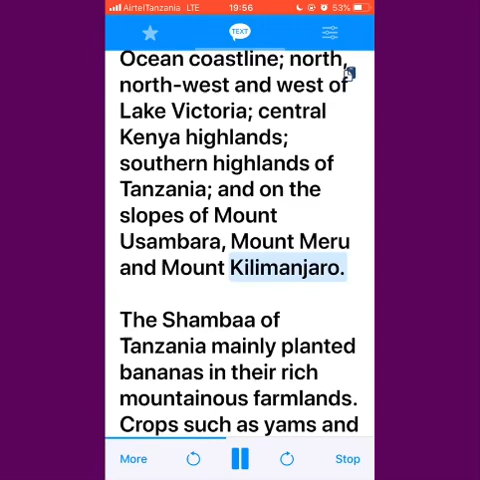 AirtelTanzania LTE 19:56 53%
TEXT
Ocean coastline; north,
north-west and west of
Lake Victoria; central
Kenya highlands;
southern highlands of
Tanzania; and on the
slopes of Mount
Usambara, Mount Meru
and Mount Kilimanjaro.
The Shambaa of
Tanzania mainly planted
bananas in their rich
mountainous farmlands.
Crops such as yams and
More Stop